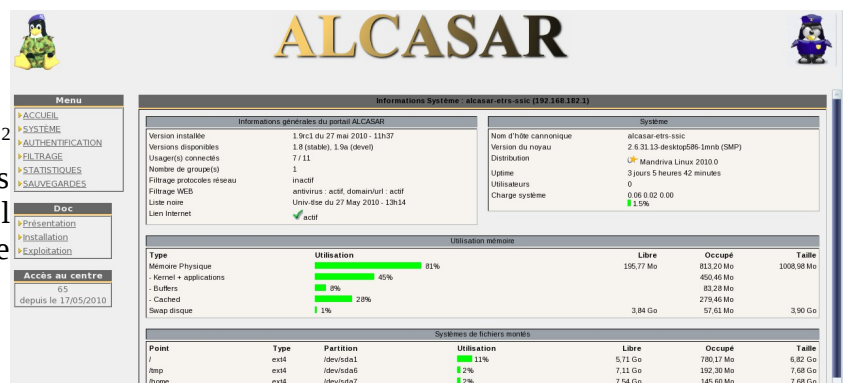 ALCASAR
Menu
ACCUEIL
SYSTÈME
AUTHENTIFICATION
FILTRAGE
STATISTIQUES
SAUVEGARDES
Doc
Présentation
Installation
Exploitation
Accès au centre
65
depuis le 17/05/2010
2
s
l
e
Informations Système : alcasar-etrs-ssic (192.168.182.1)
Informations générales du portail ALCASAR
Version installée 1.9rc1 du 27 mai 2010 - 11h37
Versions disponibles 1.8 (stable), 1.9a (devel)
Usager(s) connectés 7 / 11
Nombre de groupe(s) 1
Filtrage protocoles réseau inactif
Filtrage WEB antivirus : actif, domain/url : actif
Liste noire Univ-tlse du 27 May 2010 - 13h14
Lien Internet actif
Système
Nom d'hôte cannonique alcasar-etrs-ssic
Version du noyau 2.6.31.13-desktop586-1mnb (SMP)
Distribution Mandriva Linux 2010.0
Uptime 3 jours 5 heures 42 minutes
Utilisateurs 0
Charge système 0.06 0.02 0.00
1.5%
Utilisation mémoire
Type Utilisation Libre Occupé Taille
Mémoire Physique 81% 195,77 Mo 813,20 Mo 1008,98 Mo
- Kernel + applications 45% 450,46 Mo
- Buffers 8% 83,28 Mo
- Cached 28% 279,46 Mo
Swap disque 1% 3,84 Go 57,61 Mo 3,90 Go
Systèmes de fichiers montés
Point Type Partition Utilisation Libre Occupé Taille
/ ext4 /dev/sda1 11% 5,71 Go 780,17 Mo 6,82 Go
/tmp ext4 /dev/sda6 2% 7,11 Go 192,30 Mo 7,68 Go
/home ext4 /dev/sda7 2% 7,54 Go 145,60 Mo 7,68 Go